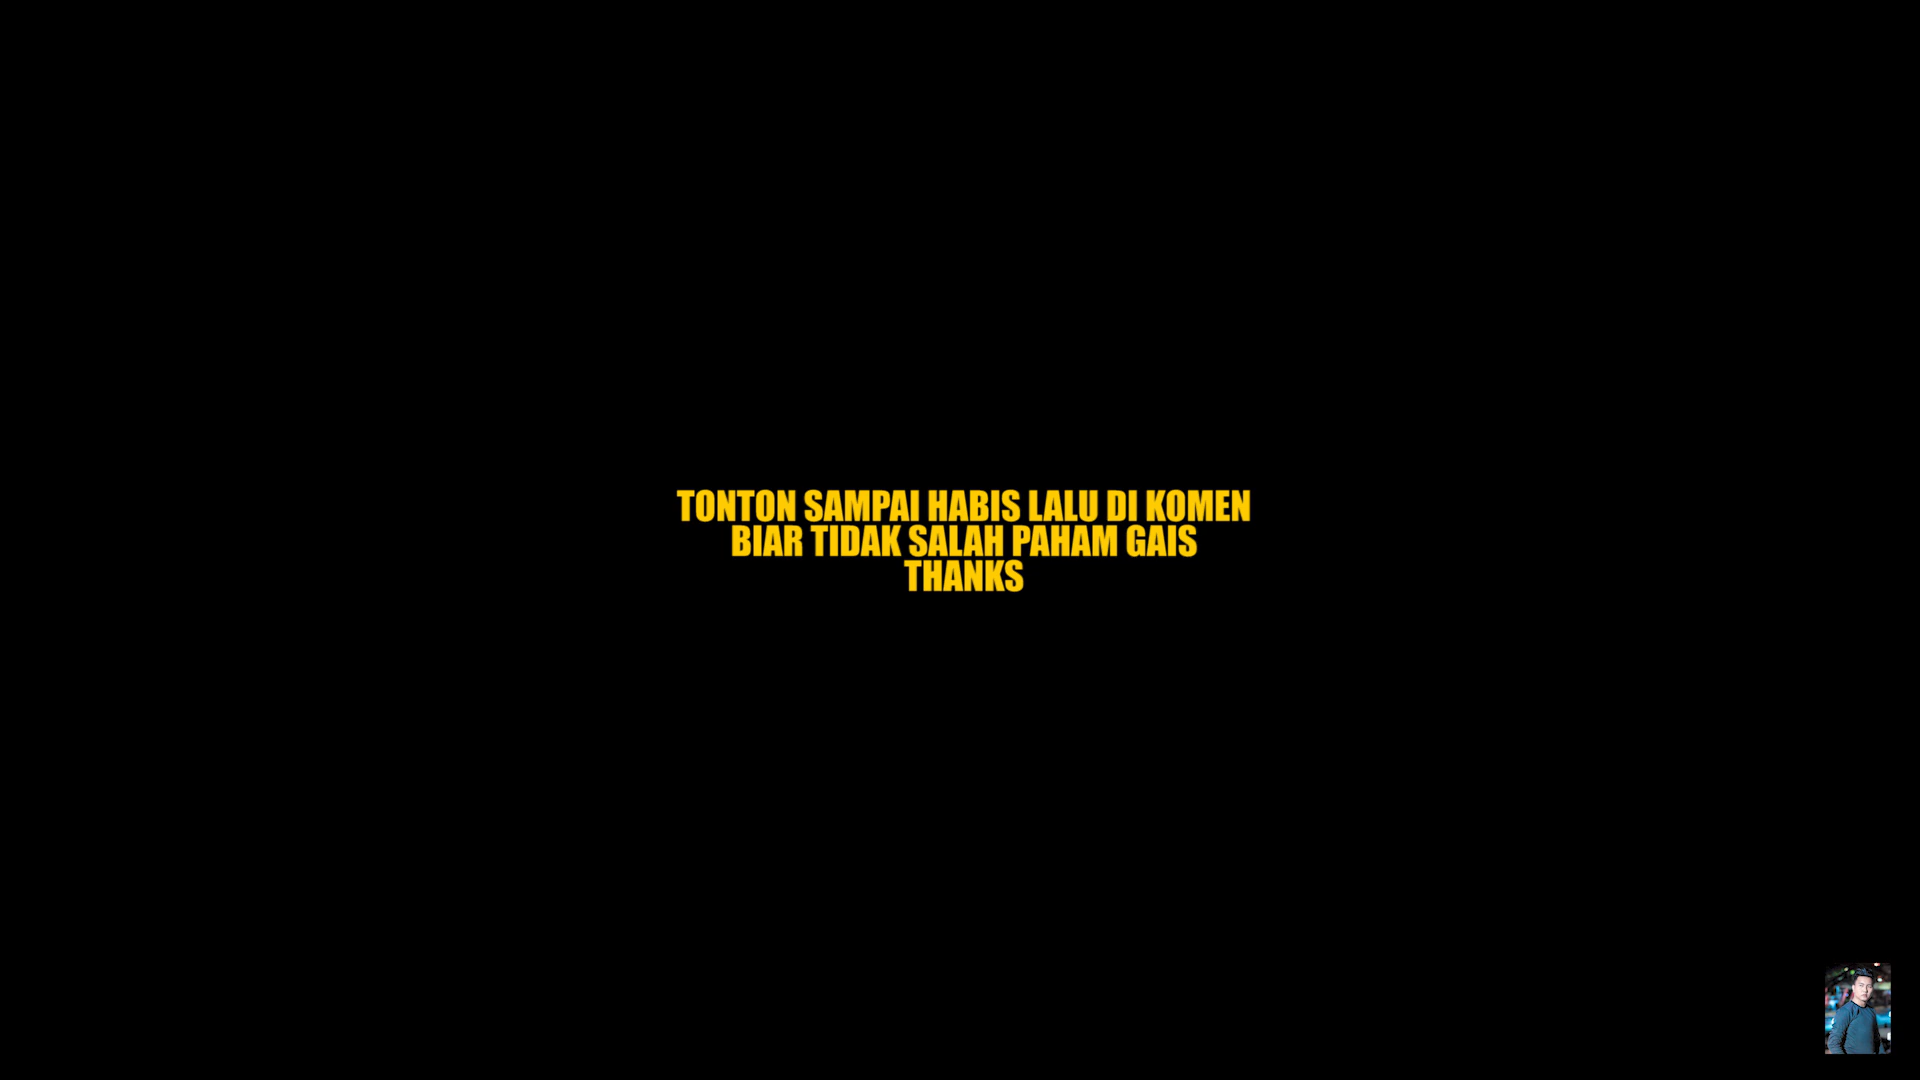 TONTON SAMPAI HABIS LALU DI KOMEN
BIAR TIDAK SALAH PAHAM GAIS
THANKS